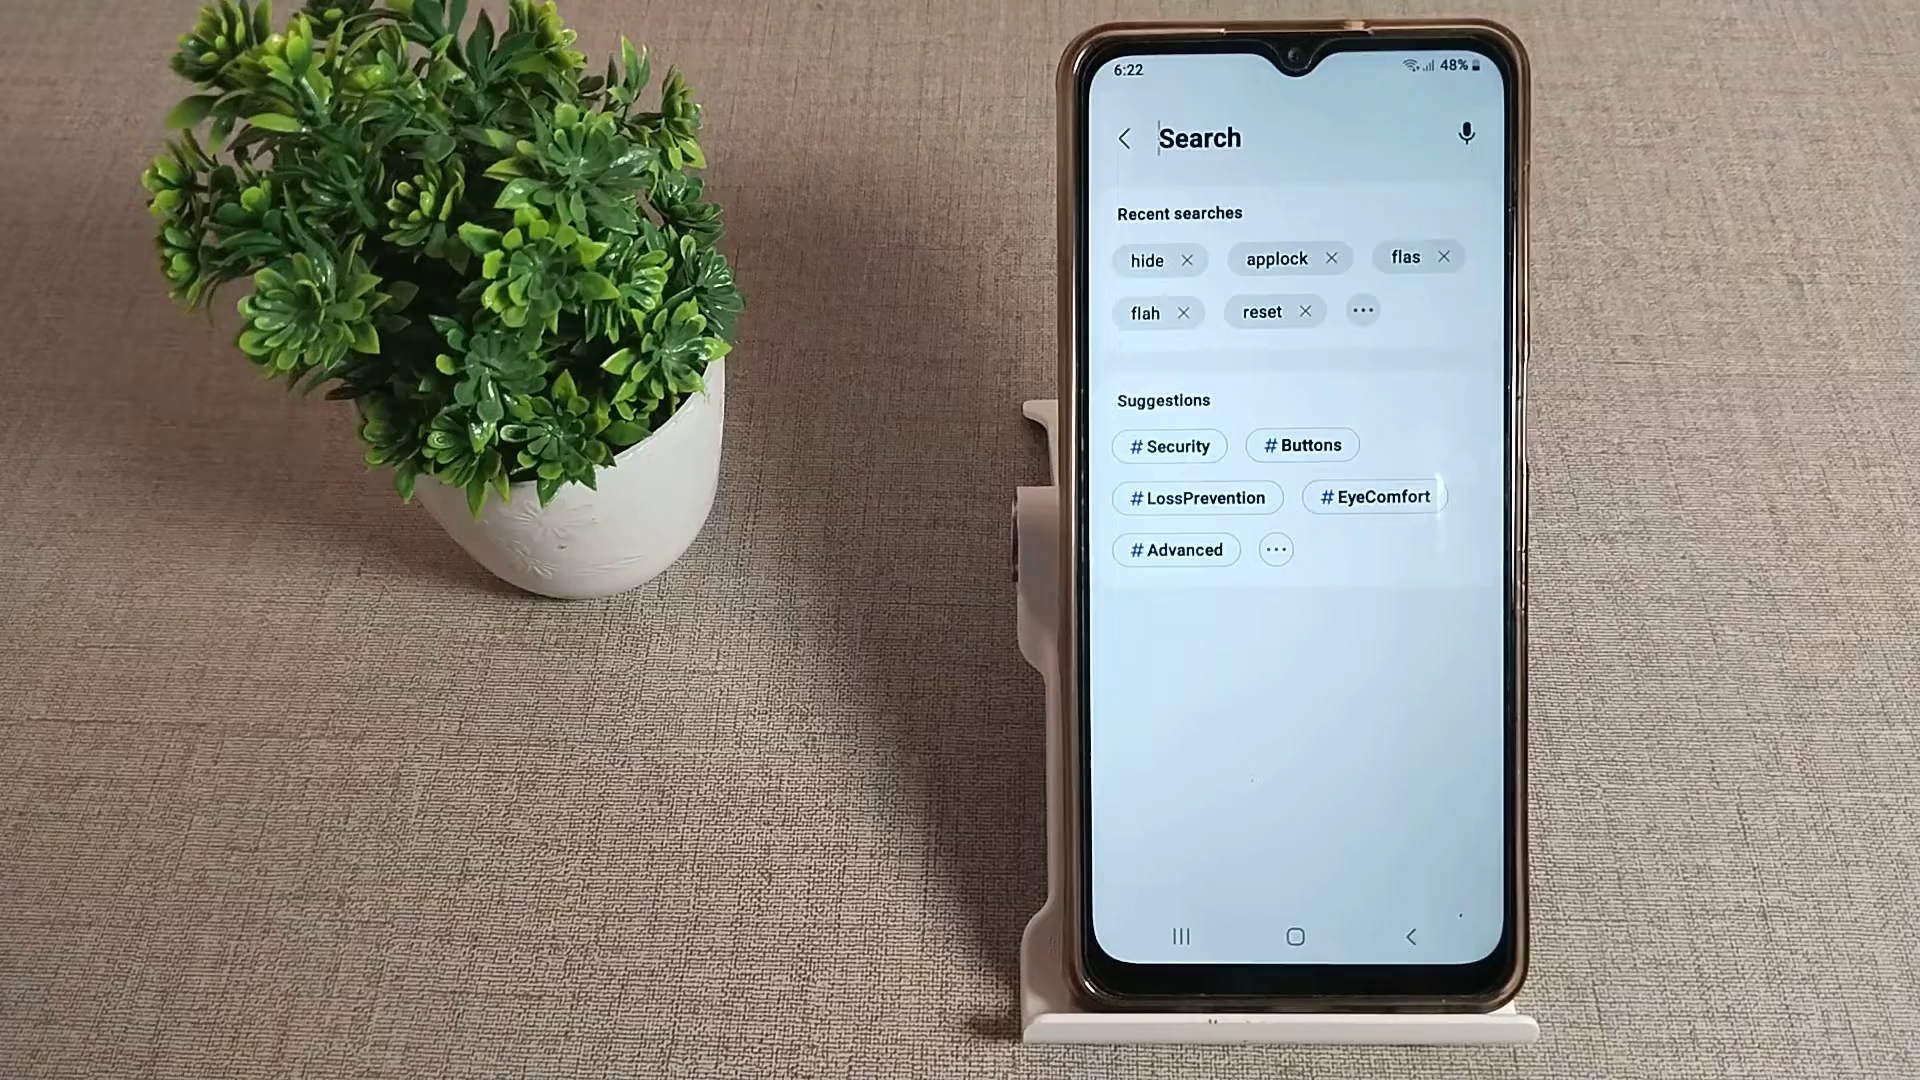 6:22 48%
Search
Recent searches
hide applock flas
flah reset
Suggestions
#Security #Buttons
#LossPrevention #EyeComfort
#Advanced